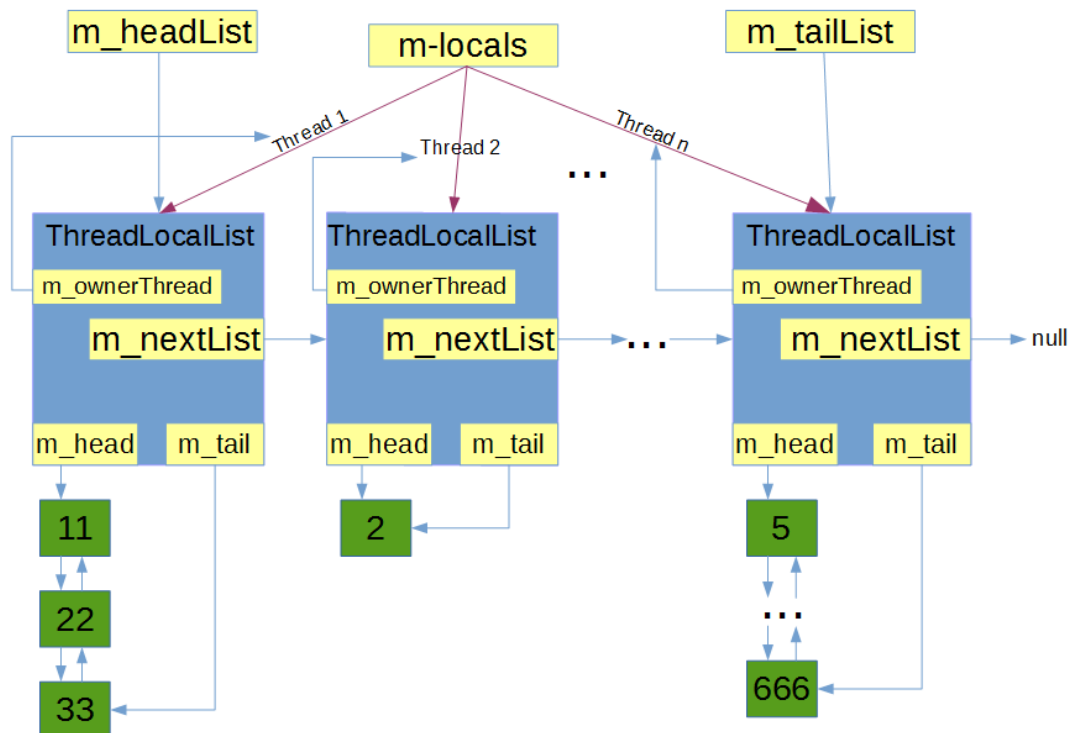 m_headList
m-locals
m_tailList
Thread 1
Thread 2
Thread n
...
ThreadLocalList
ThreadLocalList
ThreadLocalList
m_ownerThread
m_ownerThread
m_ownerThread
m_nextList
m_nextList
...
m_nextList
null
m_head
m_tail
m_head
m_tail
m_head
m_tail
11
2
5
22
...
33
666